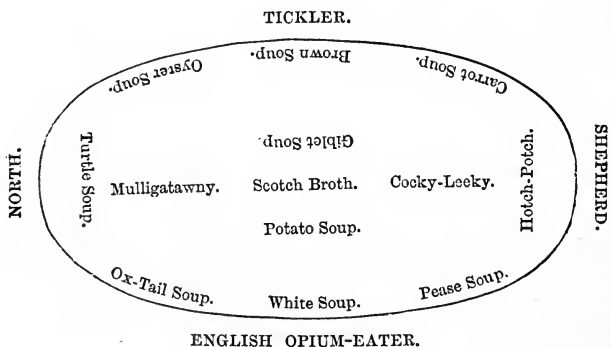 TICKLER.
Oyster Soup.
Brown Soup.
Carrot Soup.
NORTH.
Turtle Soup.
Giblet Soup.
Mulligatawny.
Scotch Broth.
Cocky-Leeky.
Hotch-Potch.
SHEPHERD.
Potato Soup.
Ox-Tail Soup.
White Soup.
Pease Soup.
ENGLISH OPIUM-EATER.